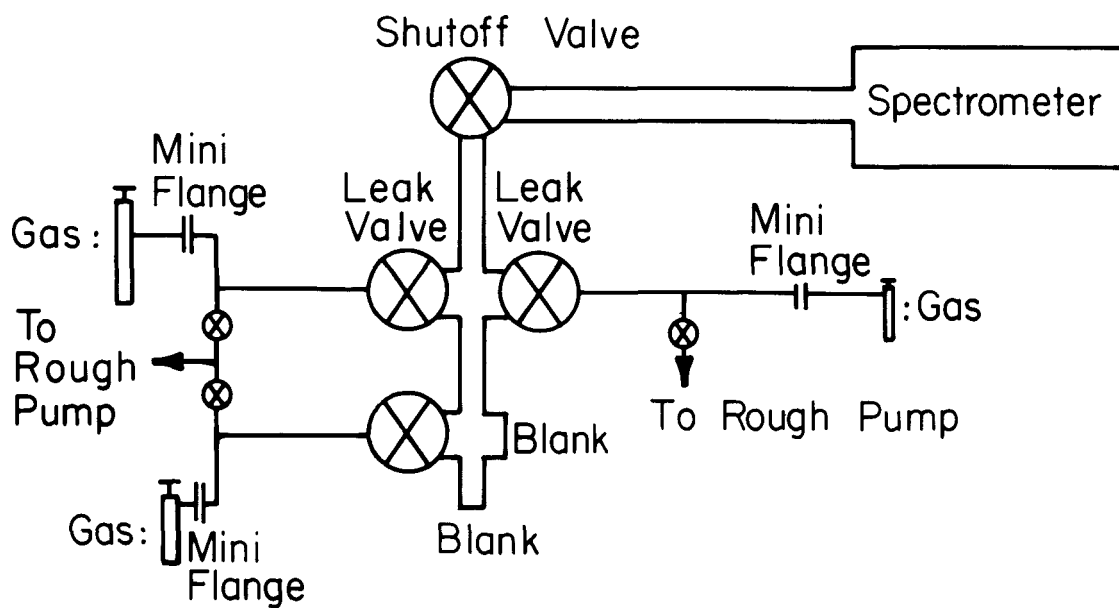 Shutoff Valve
Spectrometer
Mini
Flange
Gas:
Leak
Valve
Leak
Valve
Mini
Flange
:Gas
To
Rough
Pump
To Rough Pump
Blank
Blank
Gas:
Mini
Flange